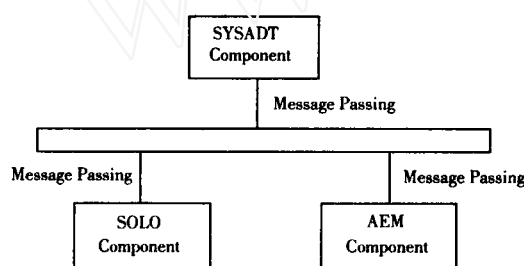 SYSADT
Component
Message Passing
Message Passing
Message Passing
SOLO
Component
AEM
Component